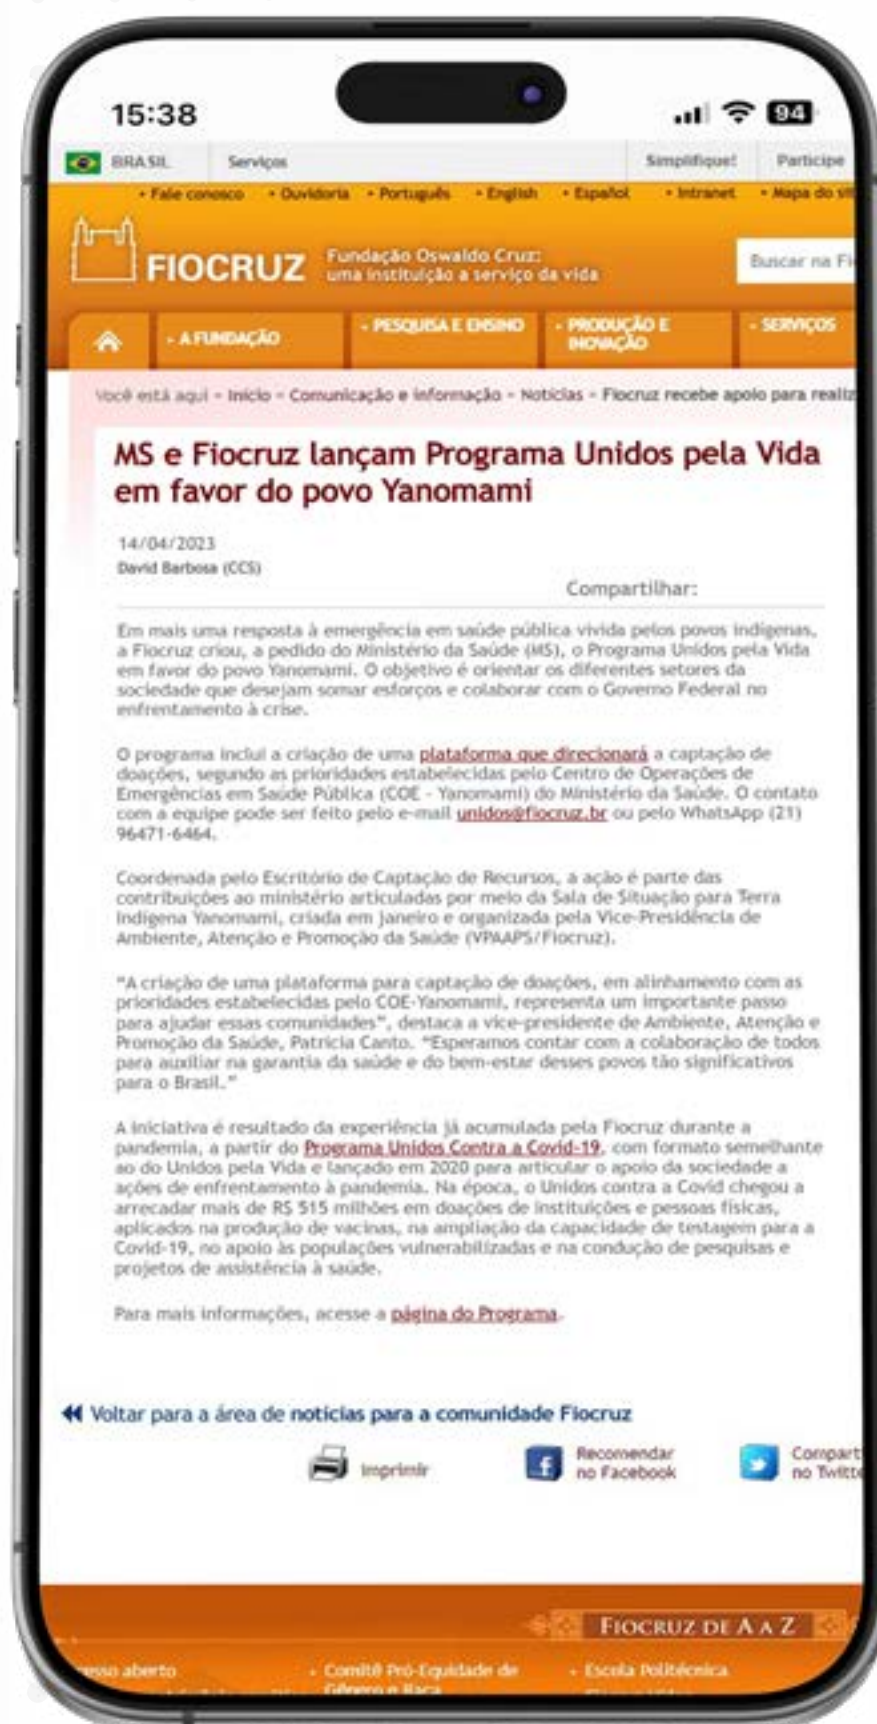 15:38
94
BRASIL Serviços Simplifique! Participe
• Fale conosco • Ouvidoria • Português • English • Español • Intranet • Mapa do sit
FIOCRUZ
Fundação Oswaldo Cruz:
uma instituição a serviço da vida
Buscar na Fi
- A FUNDAÇÃO
- PESQUISA E ENSINO
- PRODUÇÃO E
INOVAÇÃO
- SERVIÇOS
Você está aqui - Início - Comunicação e informação - Notícias - Fiocruz recebe apoio para realiz
MS e Fiocruz lançam Programa Unidos pela Vida
em favor do povo Yanomami
14/04/2023
David Barbosa (CCS)
Compartilhar:
Em mais uma resposta à emergência em saúde pública vivida pelos povos indígenas,
a Fiocruz criou, a pedido do Ministério da Saúde (MS), o Programa Unidos pela Vida
em favor do povo Yanomami. O objetivo é orientar os diferentes setores da
sociedade que desejam somar esforços e colaborar com o Governo Federal no
enfrentamento à crise.
O programa inclui a criação de uma plataforma que direcionará a captação de
doações, segundo as prioridades estabelecidas pelo Centro de Operações de
Emergências em Saúde Pública (COE - Yanomami) do Ministério da Saúde. O contato
com a equipe pode ser feito pelo e-mail unidos@fiocruz.br ou pelo WhatsApp (21)
96471-6464.
Coordenada pelo Escritório de Captação de Recursos, a ação é parte das
contribuições ao ministério articuladas por meio da Sala de Situação para Terra
Indígena Yanomami, criada em janeiro e organizada pela Vice-Presidência de
Ambiente, Atenção e Promoção da Saúde (VPAAPS/Fiocruz).
"A criação de uma plataforma para captação de doações, em alinhamento com as
prioridades estabelecidas pelo COE-Yanomami, representa um importante passo
para ajudar essas comunidades", destaca a vice-presidente de Ambiente, Atenção e
Promoção da Saúde, Patricia Canto. "Esperamos contar com a colaboração de todos
para auxiliar na garantia da saúde e do bem-estar desses povos tão significativos
para o Brasil."
A iniciativa é resultado da experiência já acumulada pela Fiocruz durante a
pandemia, a partir do Programa Unidos Contra a Covid-19, com formato semelhante
ao do Unidos pela Vida e lançado em 2020 para articular o apoio da sociedade a
ações de enfrentamento à pandemia. Na época, o Unidos contra a Covid chegou a
arrecadar mais de R$ 515 milhões em doações de instituições e pessoas físicas,
aplicados na produção de vacinas, na ampliação da capacidade de testagem para a
Covid-19, no apoio às populações vulnerabilizadas e na condução de pesquisas e
projetos de assistência à saúde.
Para mais informações, acesse a página do Programa.
Voltar para a área de notícias para a comunidade Fiocruz
Imprimir
Recomendar
no Facebook
Compart
no Twitte
FIOCRUZ DE A A Z
esso aberto
- Comitê Pró-Equidade de
Gênero e Raça
- Escola Politécnica